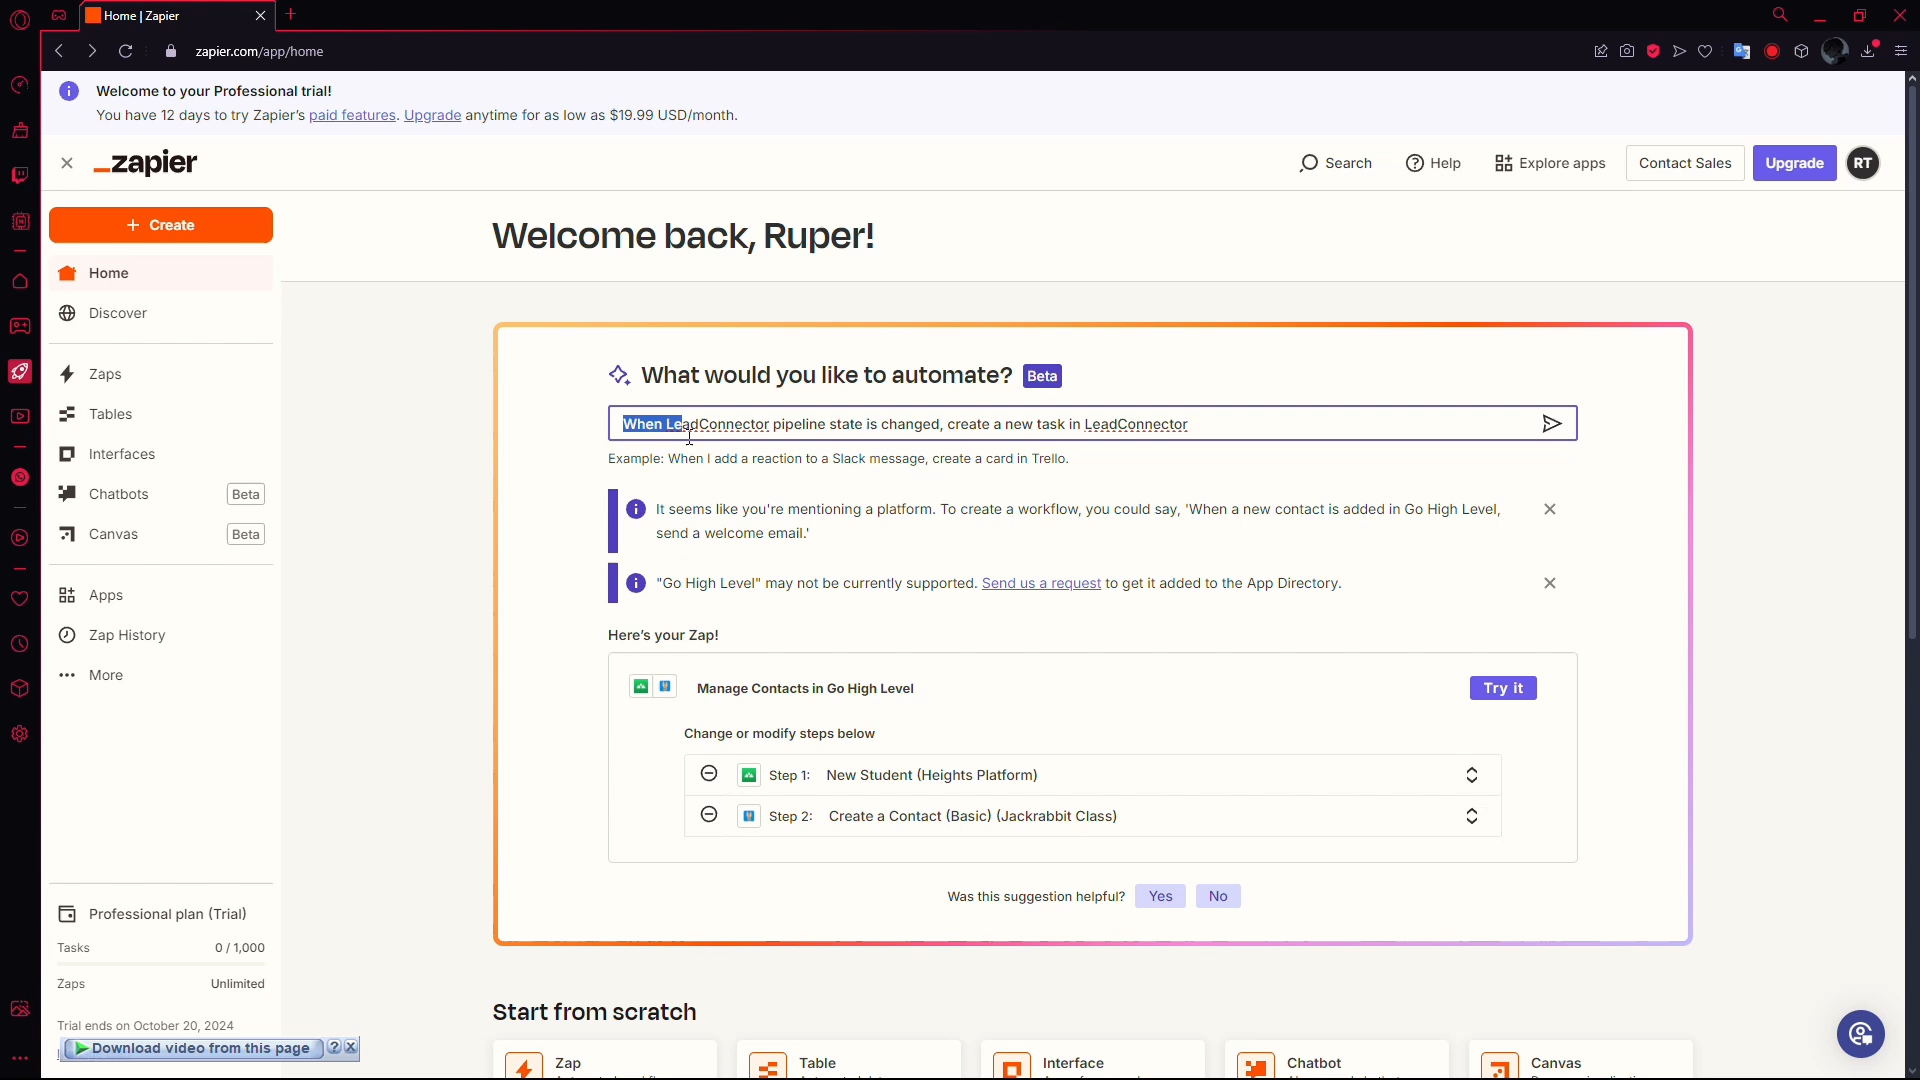 Home | Zapier
zapier.com/app/home
Welcome to your Professional trial!
You have 12 days to try Zapier's paid features. Upgrade anytime for as low as $19.99 USD/month.
_zapier
Search
Help
Explore apps
Contact Sales
Upgrade
RT
+ Create
Home
Discover
Zaps
Tables
Interfaces
Chatbots Beta
Canvas Beta
Apps
Zap History
More
Professional plan (Trial)
Tasks 0 / 1,000
Zaps Unlimited
Trial ends on October 20, 2024
Download video from this page ? X
Welcome back, Ruper!
What would you like to automate? Beta
When LeadConnector pipeline state is changed, create a new task in LeadConnector
Example: When I add a reaction to a Slack message, create a card in Trello.
It seems like you're mentioning a platform. To create a workflow, you could say, 'When a new contact is added in Go High Level,
send a welcome email.'
"Go High Level" may not be currently supported. Send us a request to get it added to the App Directory.
Here's your Zap!
Manage Contacts in Go High Level
Try it
Change or modify steps below
Step 1: New Student (Heights Platform)
Step 2: Create a Contact (Basic) (Jackrabbit Class)
Was this suggestion helpful? Yes No
Start from scratch
Zap
Table
Interface
Chatbot
Canvas